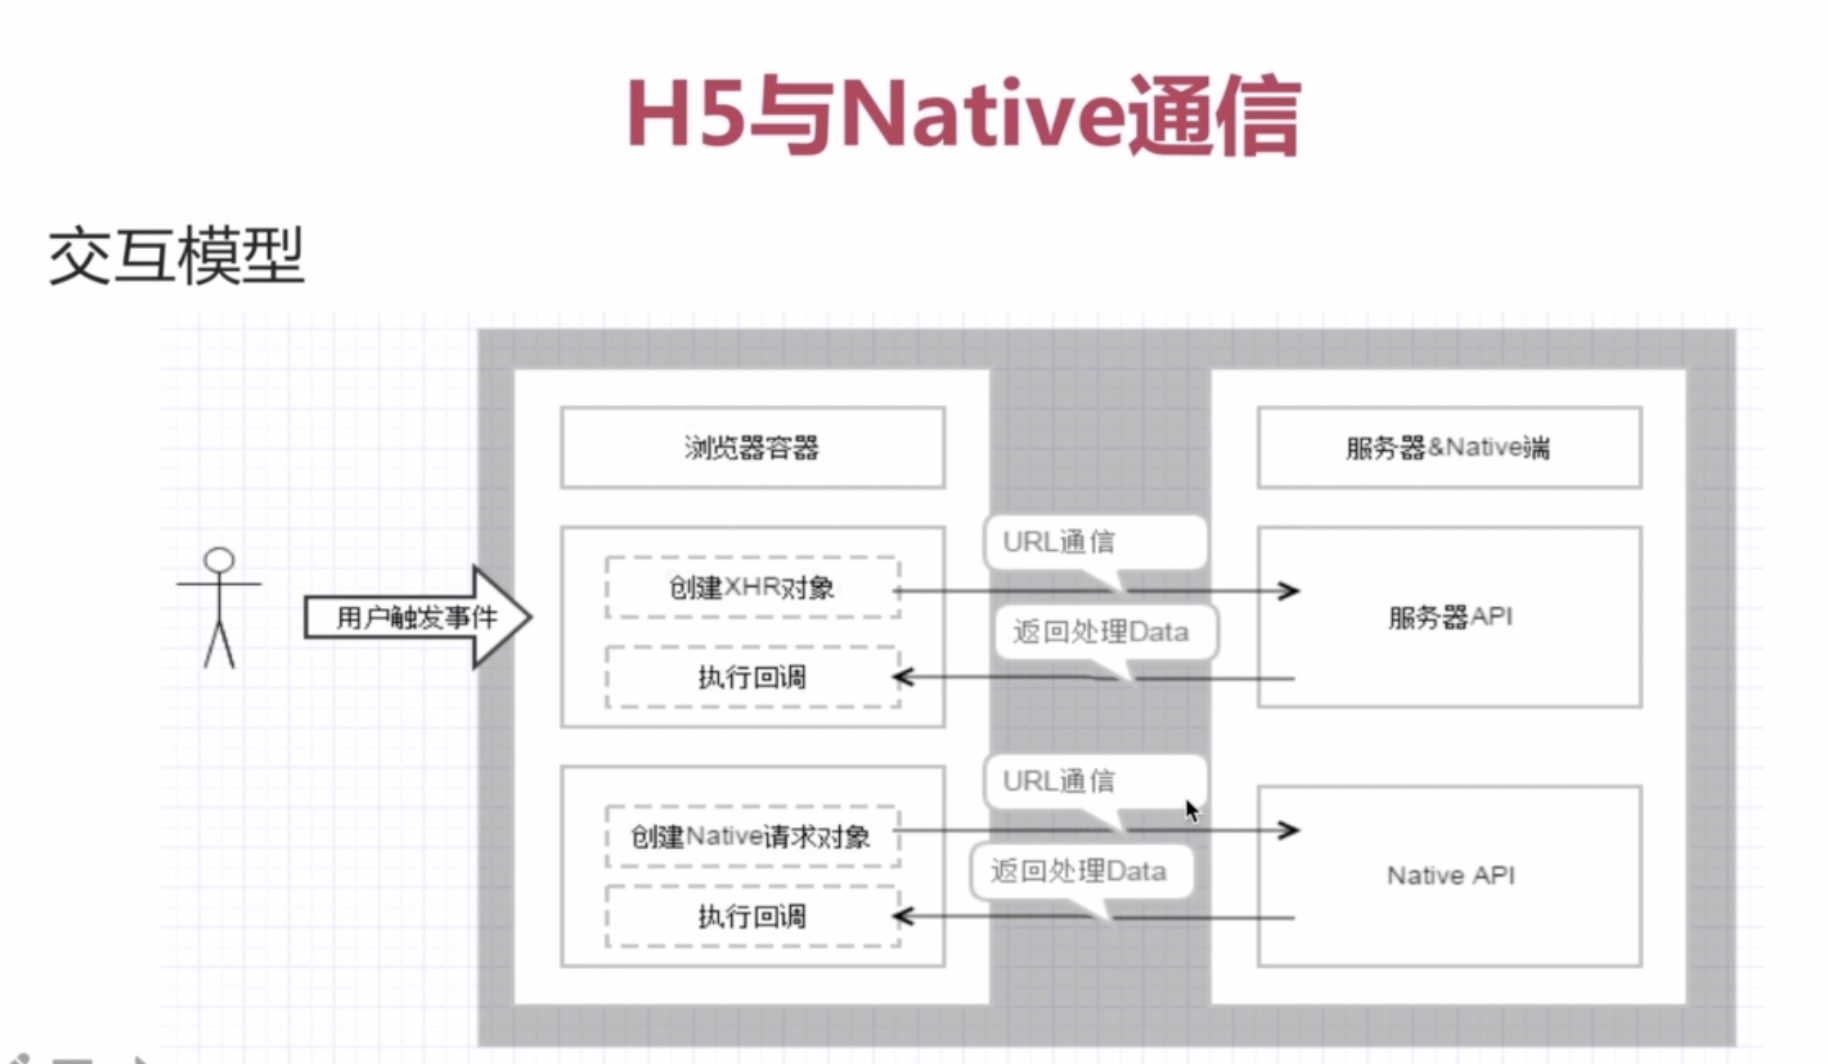 H5与Native通信
交互模型
浏览器容器
服务器&Native端
用户触发事件
创建XHR对象
URL通信
服务器API
执行回调
返回处理Data
创建Native请求对象
URL通信
Native API
执行回调
返回处理Data